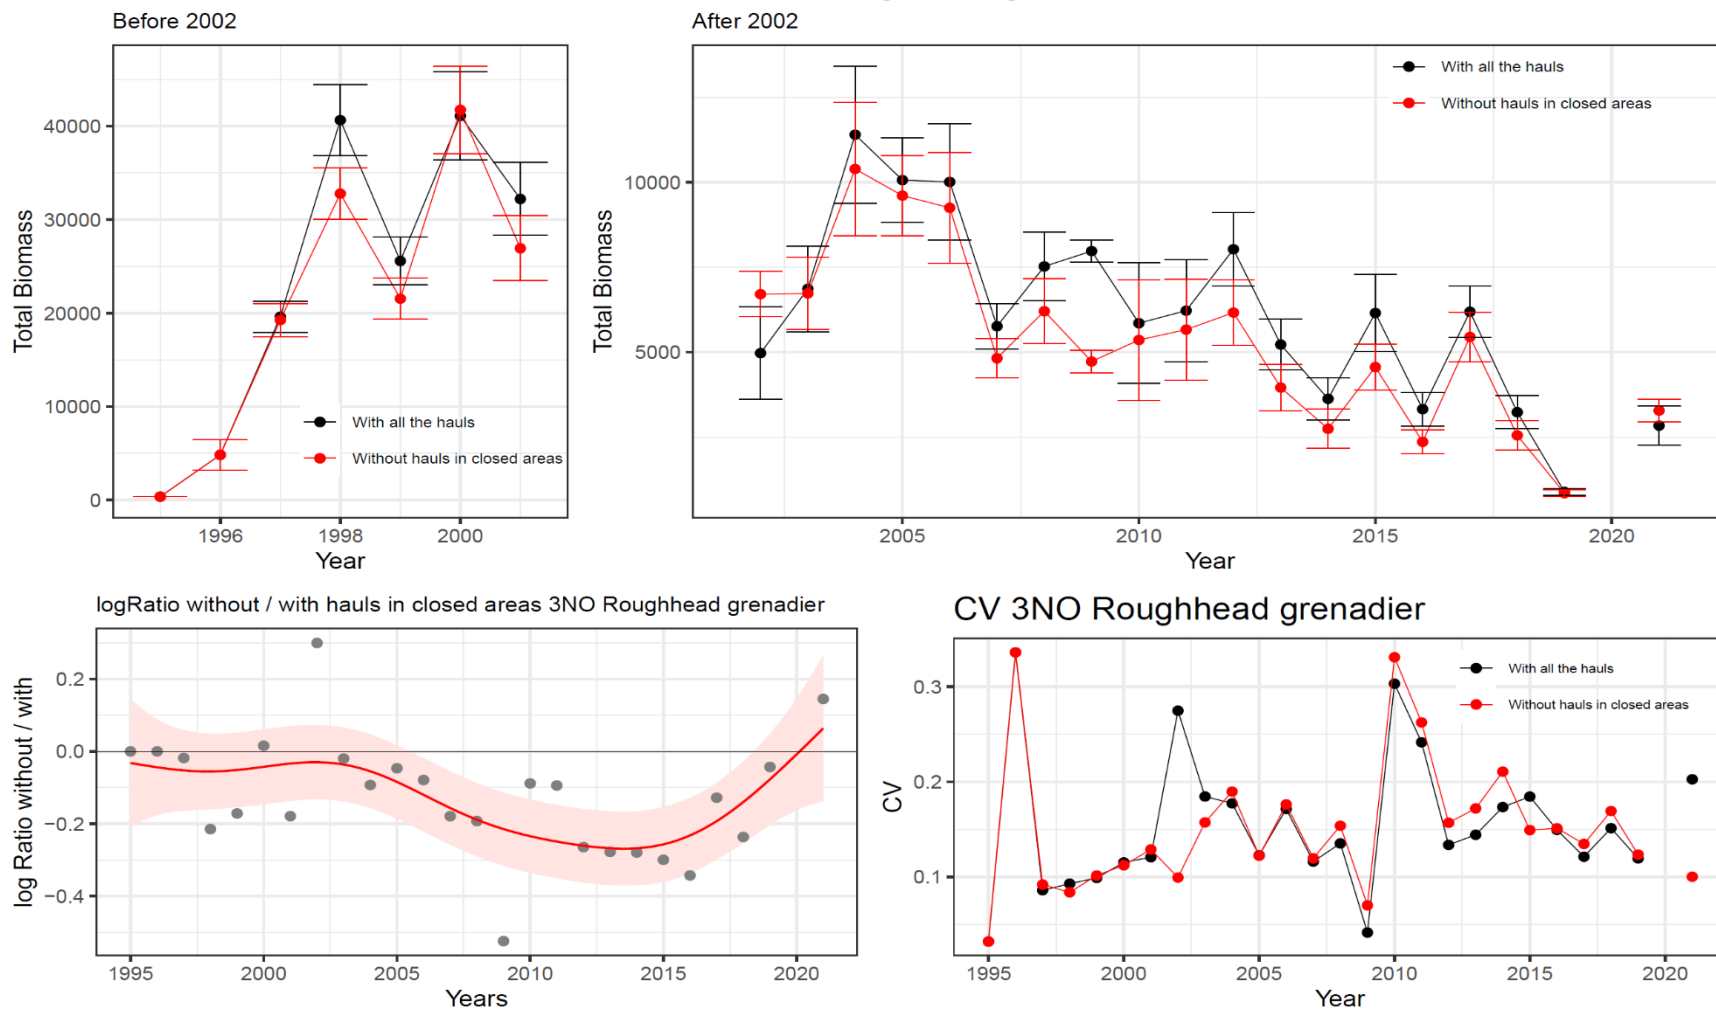 Before 2002
After 2002
Total Biomass
40000
30000
20000
10000
0
With all the hauls
Without hauls in closed areas
1996
1998
2000
Year
Total Biomass
10000
5000
With all the hauls
Without hauls in closed areas
2005
2010
2015
2020
Year
logRatio without / with hauls in closed areas 3NO Roughhead grenadier
log Ratio without / with
0.2
0.0
−0.2
−0.4
1995
2000
2005
2010
2015
2020
Years
CV 3NO Roughhead grenadier
CV
0.3
0.2
0.1
With all the hauls
Without hauls in closed areas
1995
2000
2005
2010
2015
2020
Year